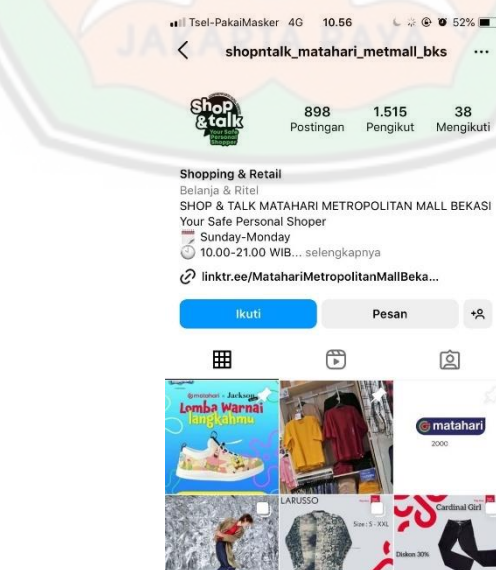 Tsel-PakaiMasker 4G 10.56 52%
shopntalk_matahari_metmall_bks ...
Shop
&talk
Your Safe
Personal
Shopper
898 1.515 38
Postingan Pengikut Mengikuti
Shopping & Retail
Belanja & Ritel
SHOP & TALK MATAHARI METROPOLITAN MALL BEKASI
Your Safe Personal Shoper
Sunday-Monday
10.00-21.00 WIB... selengkapnya
linktr.ee/MatahariMetropolitanMallBeka...
Ikuti Pesan
matahari - Jackson
Lomba Warnai
langkahmu
matahari
2000
LARUSSO
Size : S - XXL
Cardinal Girl
Diskon 30%